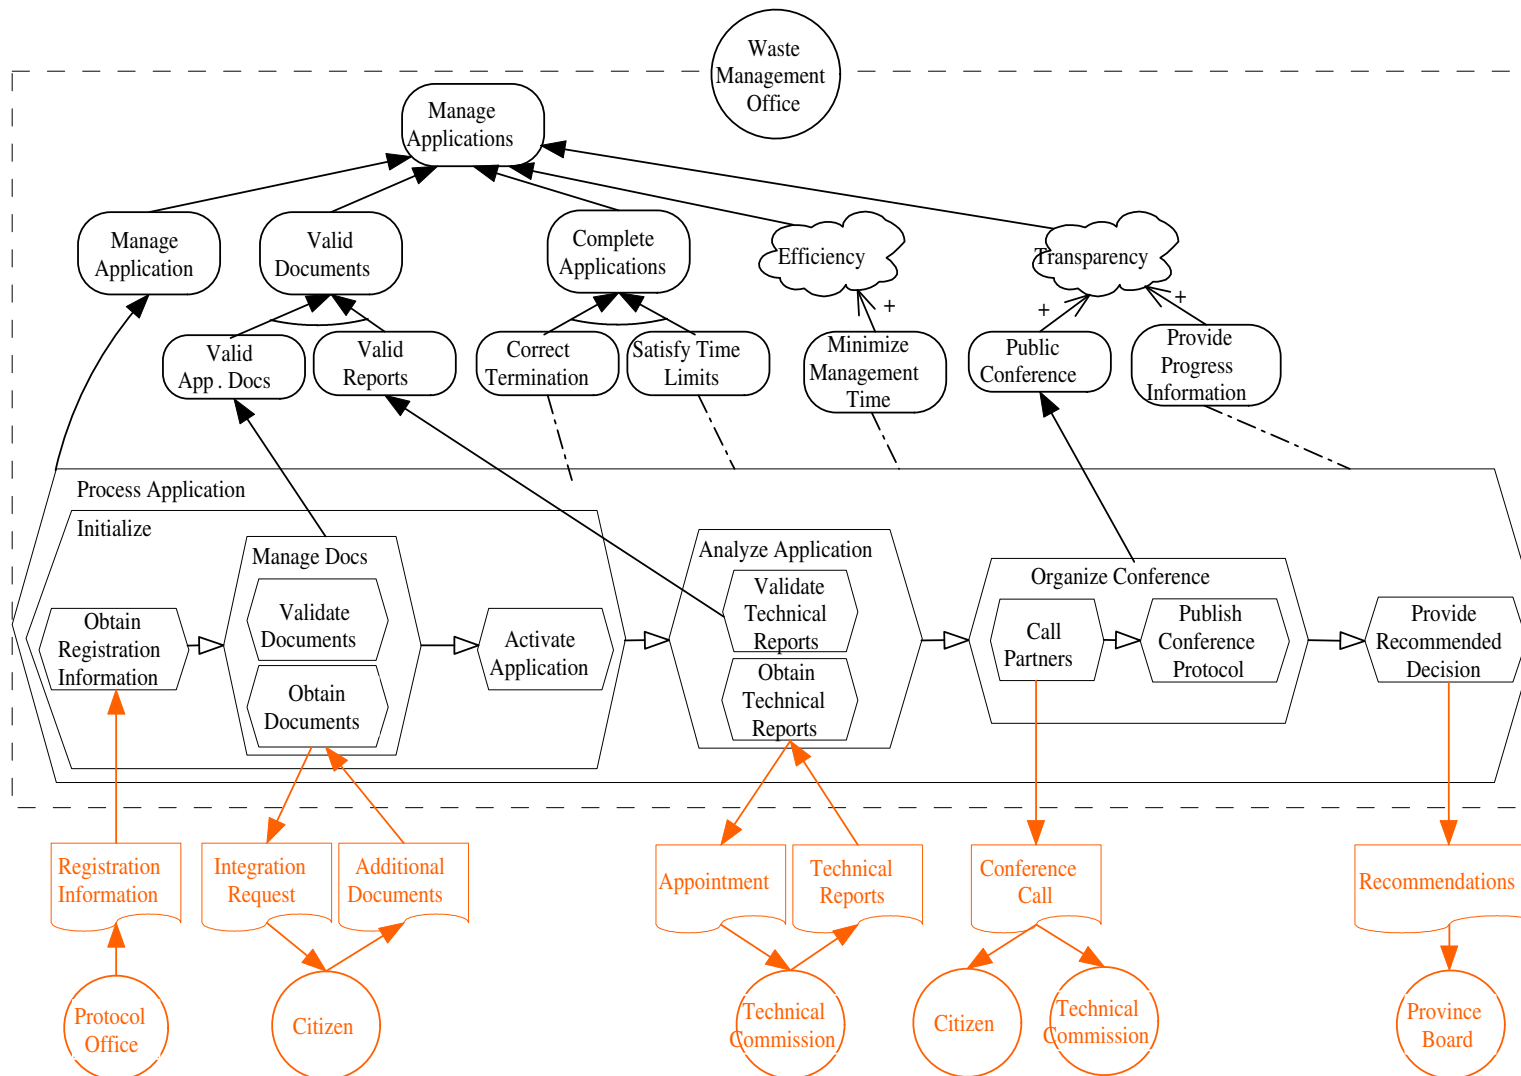 Waste
Management
Office
Manage
Applications
Manage
Application
Valid
Documents
Complete
Applications
Efficiency
Transparency
+
+
+
Valid
App . Docs
Valid
Reports
Correct
Termination
Satisfy Time
Limits
Minimize
Management
Time
Public
Conference
Provide
Progress
Information
Process Application
Initialize
Manage Docs
Analyze Application
Organize Conference
Obtain
Registration
Information
Validate
Documents
Obtain
Documents
Activate
Application
Validate
Technical
Reports
Obtain
Technical
Reports
Call
Partners
Publish
Conference
Protocol
Provide
Recommended
Decision
Registration
Information
Integration
Request
Additional
Documents
Appointment
Technical
Reports
Conference
Call
Recommendations
Protocol
Office
Citizen
Technical
Commission
Citizen
Technical
Commission
Province
Board